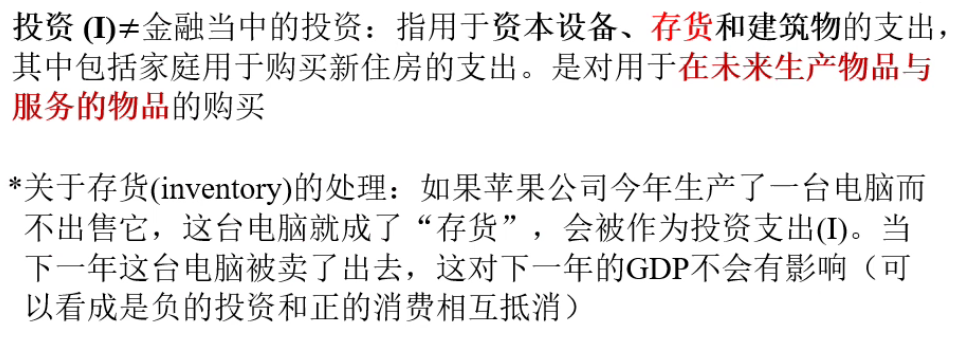 投资 (I)≠金融当中的投资：指用于资本设备、存货和建筑物的支出，
其中包括家庭用于购买新住房的支出。是对用于在未来生产物品与
服务的物品的购买
*关于存货(inventory)的处理：如果苹果公司今年生产了一台电脑而
不出售它，这台电脑就成了“存货”，会被作为投资支出(I)。当
下一年这台电脑被卖了出去，这对下一年的GDP不会有影响（可
以看成是负的投资和正的消费相互抵消）